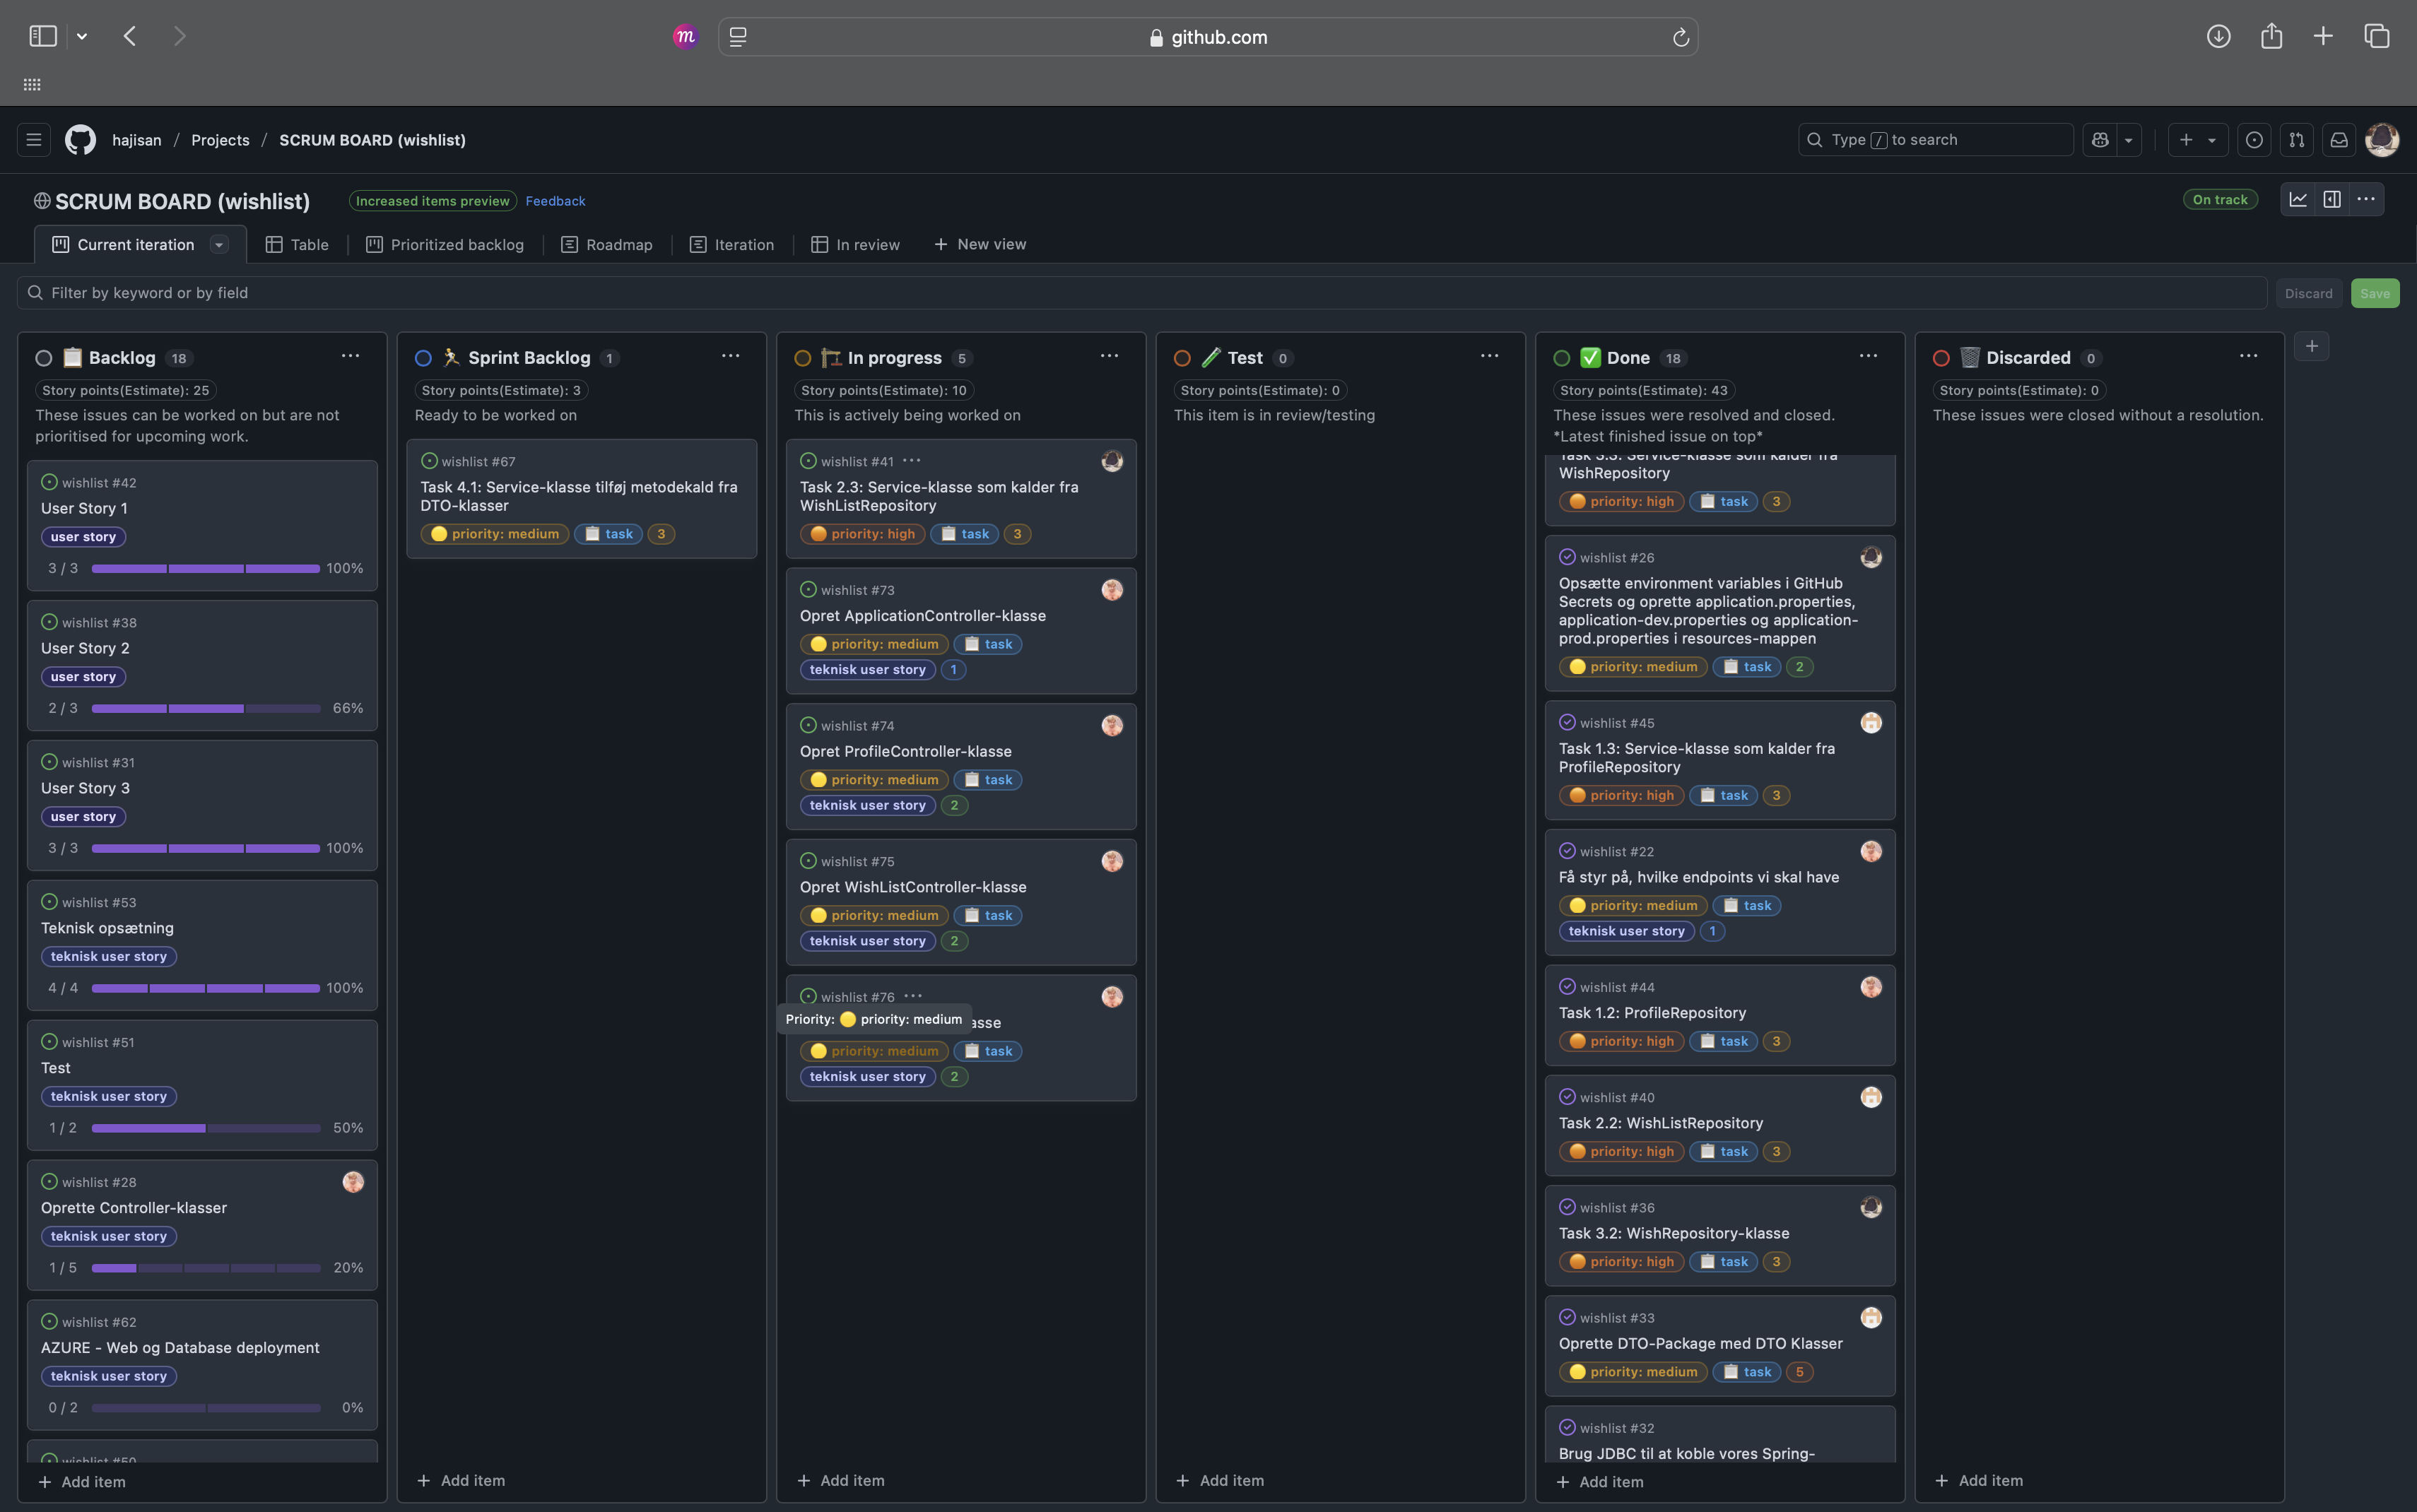 m
github.com
hajisan / Projects / SCRUM BOARD (wishlist)
Type / to search
SCRUM BOARD (wishlist)
Increased items preview
Feedback
On track
Current iteration
Table
Prioritized backlog
Roadmap
Iteration
In review
New view
Filter by keyword or by field
Discard
Save
Backlog 18
Story points(Estimate): 25
These issues can be worked on but are not
prioritised for upcoming work.
wishlist #42
User Story 1
user story
3 / 3 100%
wishlist #38
User Story 2
user story
2 / 3 66%
wishlist #31
User Story 3
user story
3 / 3 100%
wishlist #53
Teknisk opsætning
teknisk user story
4 / 4 100%
wishlist #51
Test
teknisk user story
1 / 2 50%
wishlist #28
Oprette Controller-klasser
teknisk user story
1 / 5 20%
wishlist #62
AZURE - Web og Database deployment
teknisk user story
0 / 2 0%
Add item
Sprint Backlog 1
Story points(Estimate): 3
Ready to be worked on
wishlist #67
Task 4.1: Service-klasse tilføj metodekald fra
DTO-klasser
priority: medium task 3
Add item
In progress 5
Story points(Estimate): 10
This is actively being worked on
wishlist #41
Task 2.3: Service-klasse som kalder fra
WishListRepository
priority: high task 3
wishlist #73
Opret ApplicationController-klasse
priority: medium task
teknisk user story 1
wishlist #74
Opret ProfileController-klasse
priority: medium task
teknisk user story 2
wishlist #75
Opret WishListController-klasse
priority: medium task
teknisk user story 2
wishlist #76
Priority: priority: medium
asse
priority: medium task
teknisk user story 2
Add item
Test 0
Story points(Estimate): 0
This item is in review/testing
Add item
Done 18
Story points(Estimate): 43
These issues were resolved and closed.
*Latest finished issue on top*
Task 3.3: Service-klasse som kalder fra
WishRepository
priority: high task 3
wishlist #26
Opsætte environment variables i GitHub
Secrets og oprette application.properties,
application-dev.properties og application-
prod.properties i resources-mappen
priority: medium task 2
wishlist #45
Task 1.3: Service-klasse som kalder fra
ProfileRepository
priority: high task 3
wishlist #22
Få styr på, hvilke endpoints vi skal have
priority: medium task
teknisk user story 1
wishlist #44
Task 1.2: ProfileRepository
priority: high task 3
wishlist #40
Task 2.2: WishListRepository
priority: high task 3
wishlist #36
Task 3.2: WishRepository-klasse
priority: high task 3
wishlist #33
Oprette DTO-Package med DTO Klasser
priority: medium task 5
wishlist #32
Brug JDBC til at koble vores Spring-
Add item
Discarded 0
Story points(Estimate): 0
These issues were closed without a resolution.
Add item